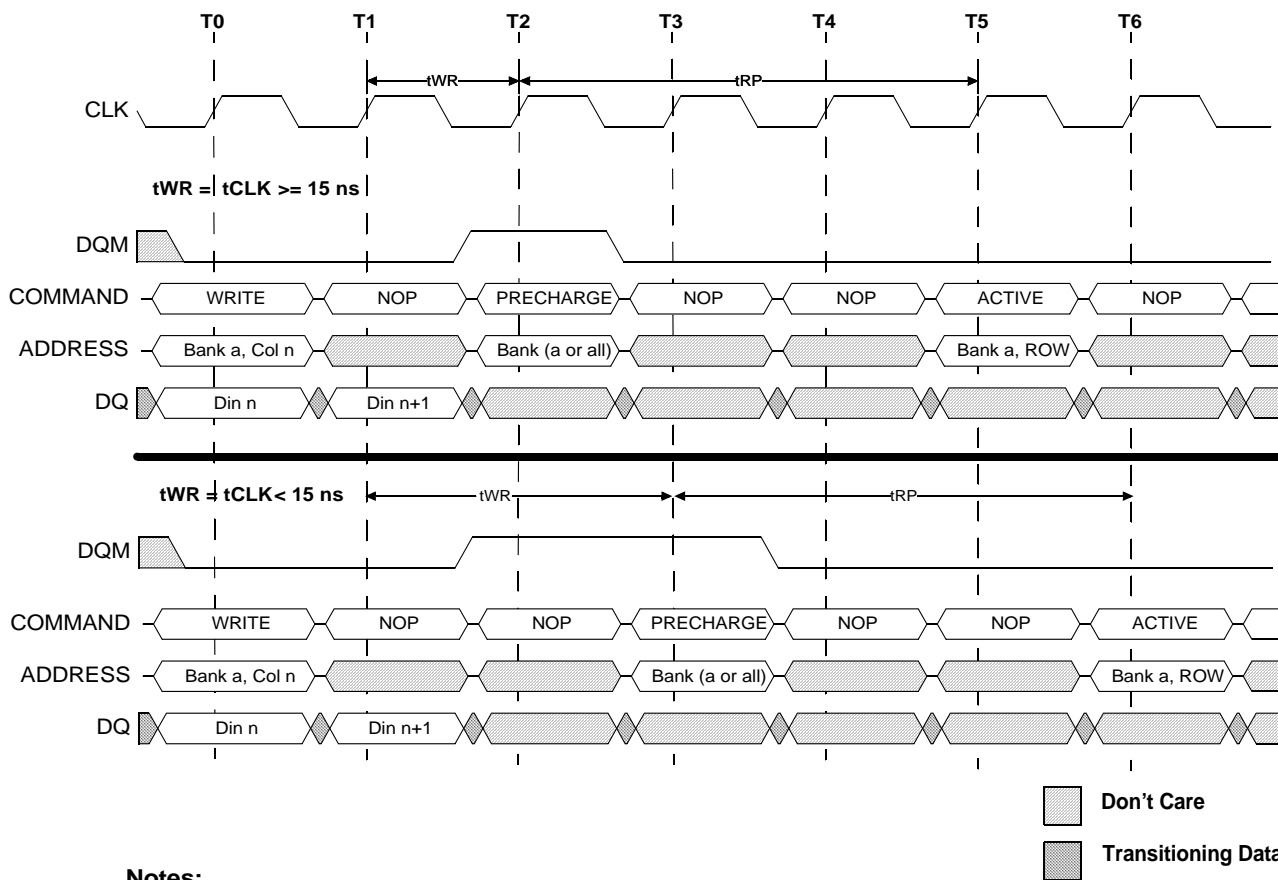 T0 T1 T2 T3 T4 T5 T6
tWR tRP
CLK
tWR = tCLK >= 15 ns
DQM
COMMAND WRITE NOP PRECHARGE NOP NOP ACTIVE NOP
ADDRESS Bank a, Col n Bank (a or all) Bank a, ROW
DQ Din n Din n+1
tWR = tCLK< 15 ns tWR tRP
DQM
COMMAND WRITE NOP NOP PRECHARGE NOP NOP ACTIVE
ADDRESS Bank a, Col n Bank (a or all) Bank a, ROW
DQ Din n Din n+1
Don't Care
Transitioning Data
Notes: